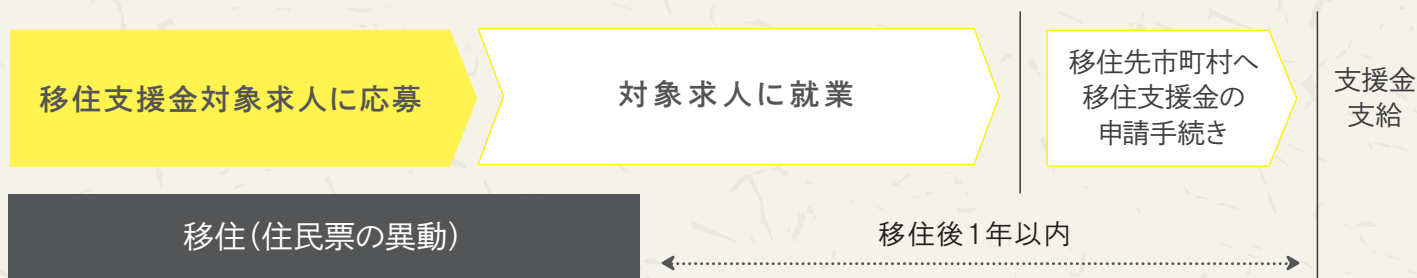 移住支援金対象求人に応募
対象求人に就業
移住先市町村へ
移住支援金の
申請手続き
支援金
支給
移住(住民票の異動)
移住後1年以内